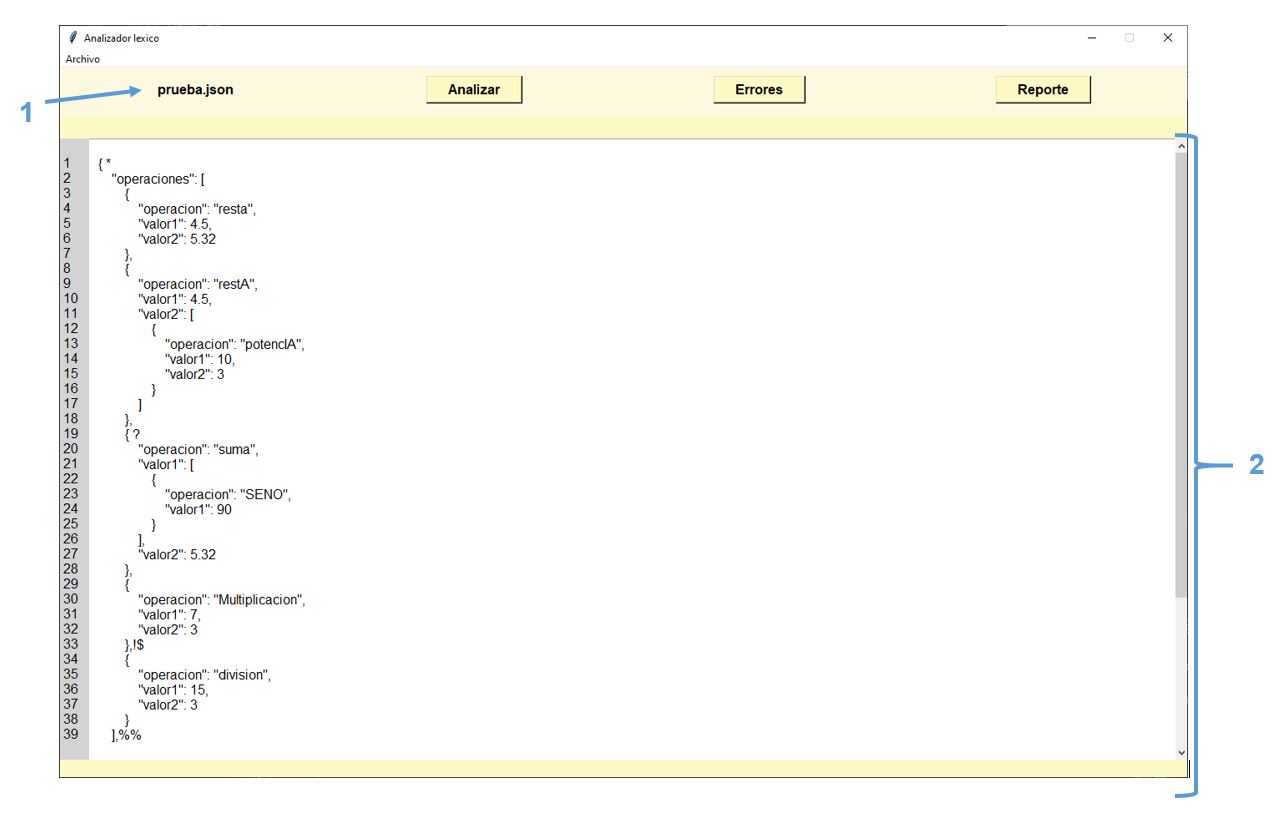 Analizador lexico
Archivo
1
prueba.json
Analizar
Errores
Reporte
1 { *
2 "operaciones": [
3 {
4 "operacion": "resta",
5 "valor1": 4.5,
6 "valor2": 5.32
7 },
8 {
9 "operacion": "restA",
10 "valor1": 4.5,
11 "valor2": [
12 {
13 "operacion": "potencIA",
14 "valor1": 10,
15 "valor2": 3
16 }
17 ]
18 },
19 { ?
20 "operacion": "suma",
21 "valor1": [
22 {
23 "operacion": "SENO",
24 "valor1": 90
25 }
26 ],
27 "valor2": 5.32
28 },
29 {
30 "operacion": "Multiplicacion",
31 "valor1": 7,
32 "valor2": 3
33 },!$
34 {
35 "operacion": "division",
36 "valor1": 15,
37 "valor2": 3
38 }
39 ],%%
2